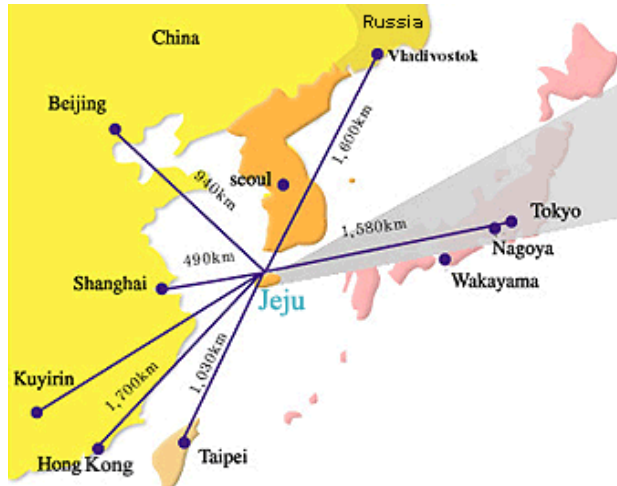 Russia
China
Vladivostok
Beijing
1,600km
940km
seoul
1,580km
Tokyo
Nagoya
490km
Wakayama
Shanghai
Jeju
1,030km
Kuyirin
1,700km
Hong Kong
Taipei